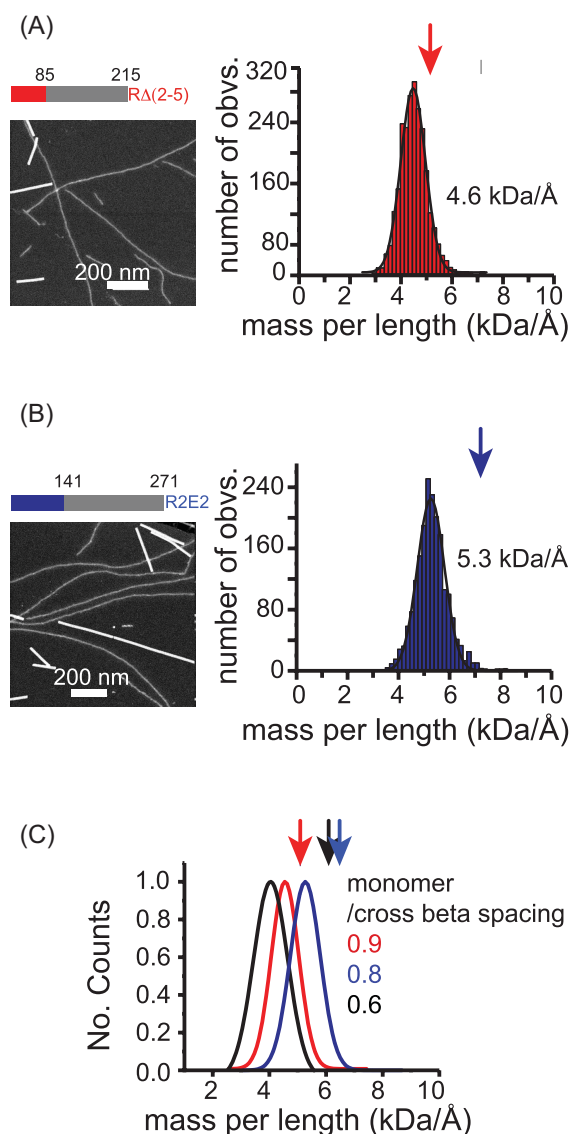 (A)
85 215
RΔ(2-5)
200 nm
number of obvs.
320
240
160
80
0
4.6 kDa/Å
0 2 4 6 8 10
mass per length (kDa/Å)
(B)
141 271
R2E2
200 nm
number of obvs.
240
160
80
0
5.3 kDa/Å
0 2 4 6 8 10
mass per length (kDa/Å)
(C)
No. Counts
1.0
0.8
0.6
0.4
0.2
0.0
monomer
/cross beta spacing
0.9
0.8
0.6
2 4 6 8 10
mass per length (kDa/Å)